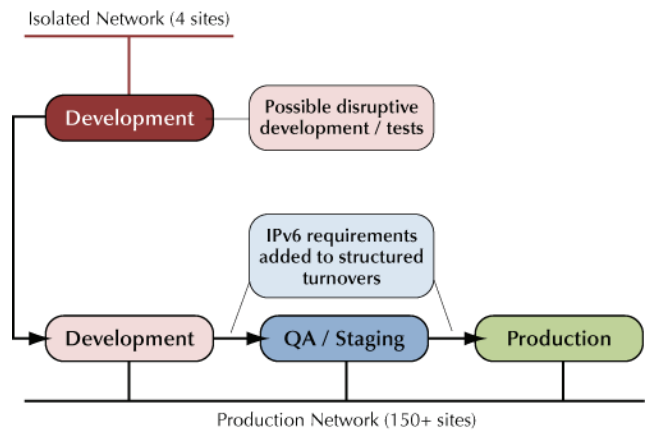 Isolated Network (4 sites)
Development
Possible disruptive
development / tests
IPv6 requirements
added to structured
turnovers
Development
QA / Staging
Production
Production Network (150+ sites)